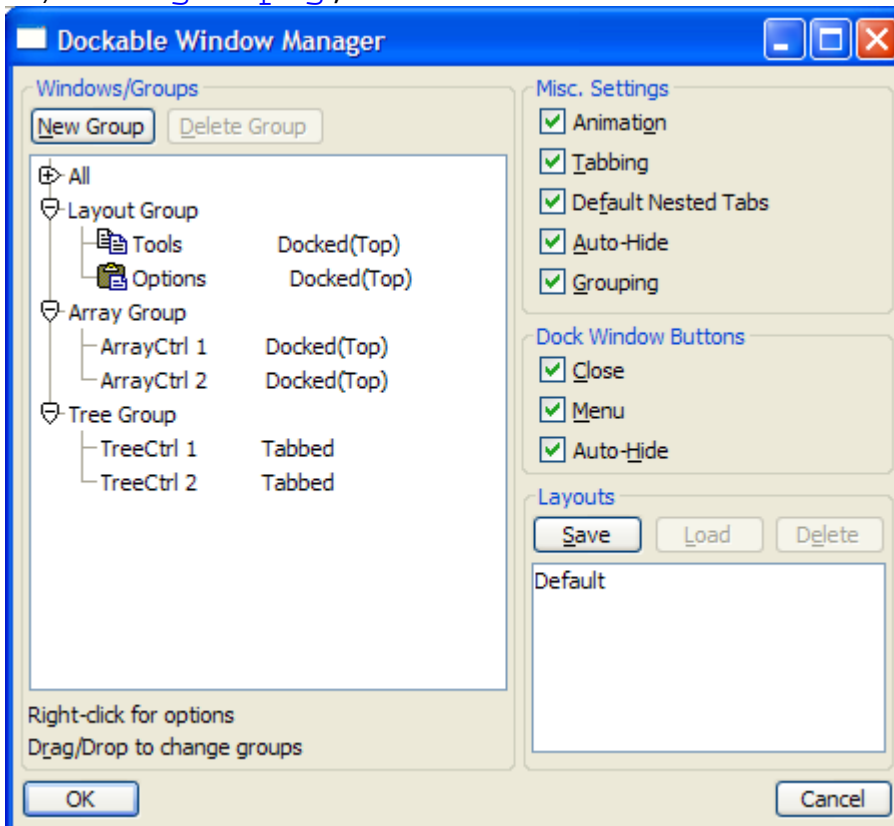 Dockable Window Manager
Windows/Groups
New Group Delete Group
All
Layout Group
Tools Docked(Top)
Options Docked(Top)
Array Group
ArrayCtrl 1 Docked(Top)
ArrayCtrl 2 Docked(Top)
Tree Group
TreeCtrl 1 Tabbed
TreeCtrl 2 Tabbed
Right-click for options
Drag/Drop to change groups
Misc. Settings
Animation
Tabbing
Default Nested Tabs
Auto-Hide
Grouping
Dock Window Buttons
Close
Menu
Auto-Hide
Layouts
Save Load Delete
Default
OK Cancel